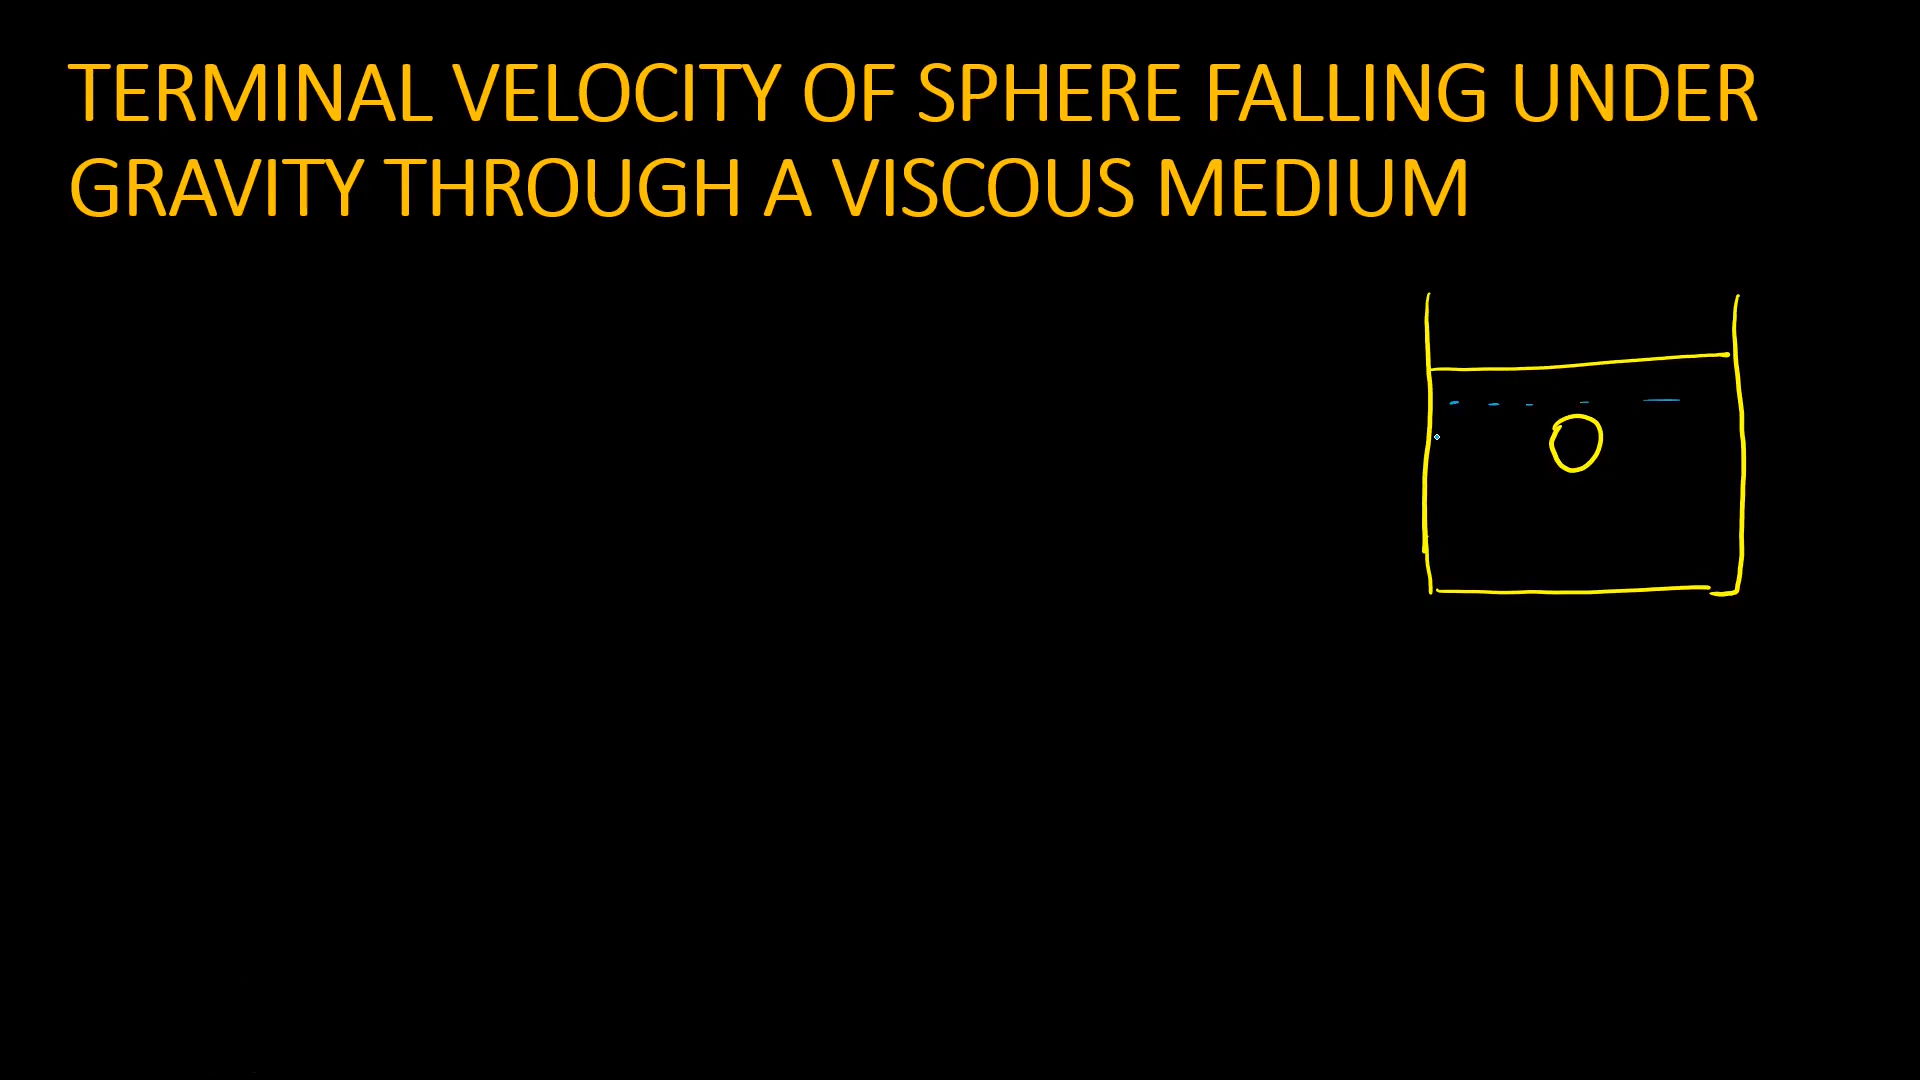 TERMINAL VELOCITY OF SPHERE FALLING UNDER
GRAVITY THROUGH A VISCOUS MEDIUM